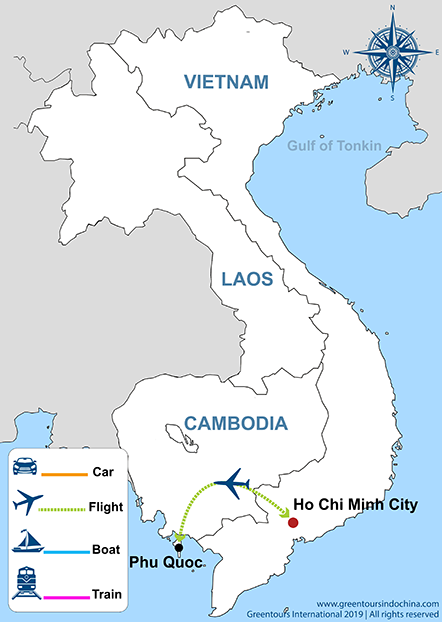 N
W
E
S
VIETNAM
Gulf of Tonkin
LAOS
CAMBODIA
Car
Flight
Boat
Train
Ho Chi Minh City
Phu Quoc
www.greentoursindochina.com
Greentours International 2019 | All rights reserved